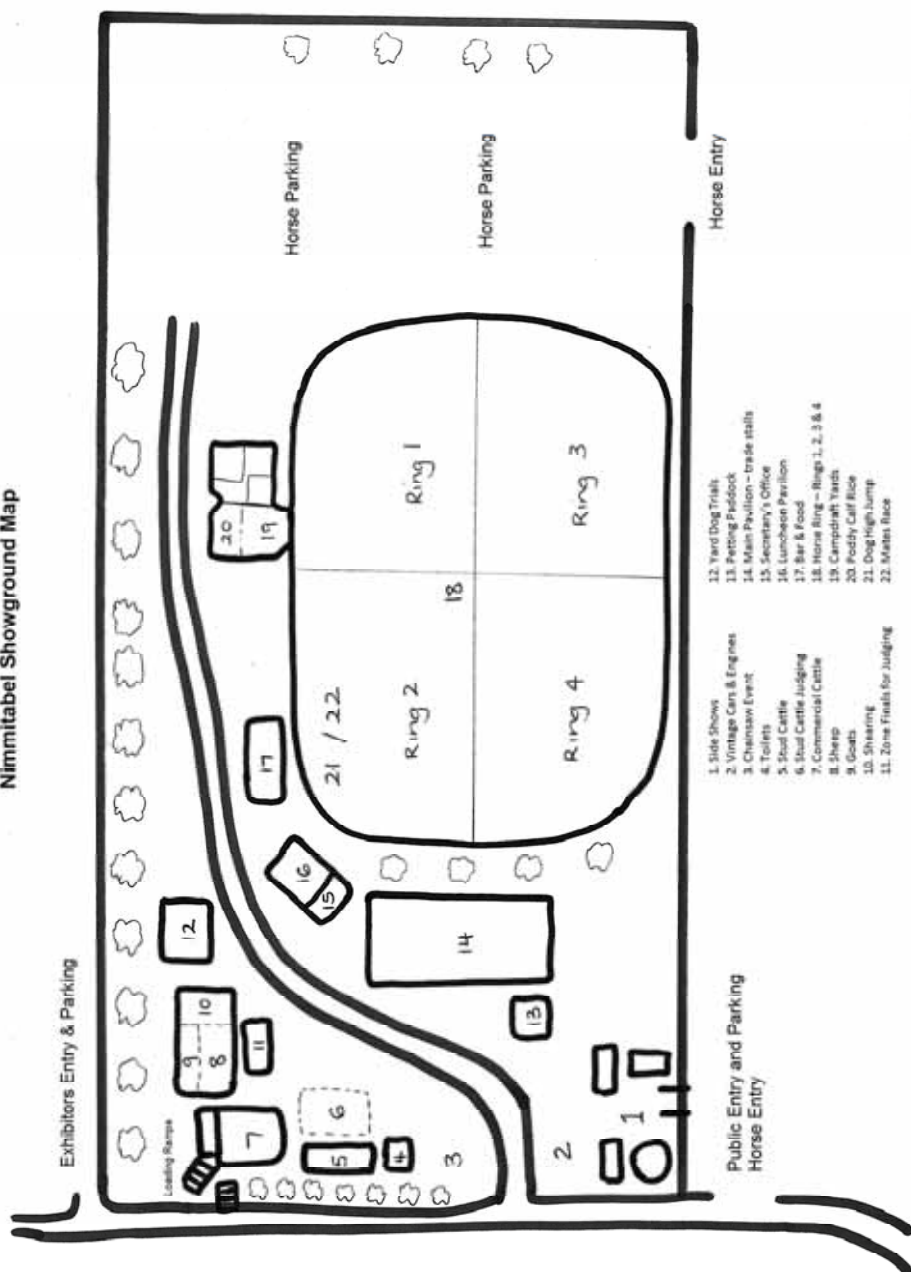 Nimmitabel Showground Map
Exhibitors Entry & Parking
Loading Ramps
9
10
8
11
12
7
6
5
4
3
2
1
13
14
15
16
17
20
19
21 / 22
Ring 2
Ring 1
18
Ring 4
Ring 3
Horse Parking
Horse Parking
Public Entry and Parking
Horse Entry
Horse Entry
1. Side Shows
2. Vintage Cars & Engines
3. Chainsaw Event
4. Toilets
5. Stud Cattle
6. Stud Cattle Judging
7. Commercial Cattle
8. Sheep
9. Goats
10. Shearing
11. Zone Finals for Judging
12. Yard Dog Trials
13. Petting Paddock
14. Main Pavilion – trade stalls
15. Secretary's Office
16. Luncheon Pavilion
17. Bar & Food
18. Horse Ring – Rings 1, 2, 3 & 4
19. Campdraft Yards
20. Poddy Calf Ride
21. Dog High Jump
22. Mates Race